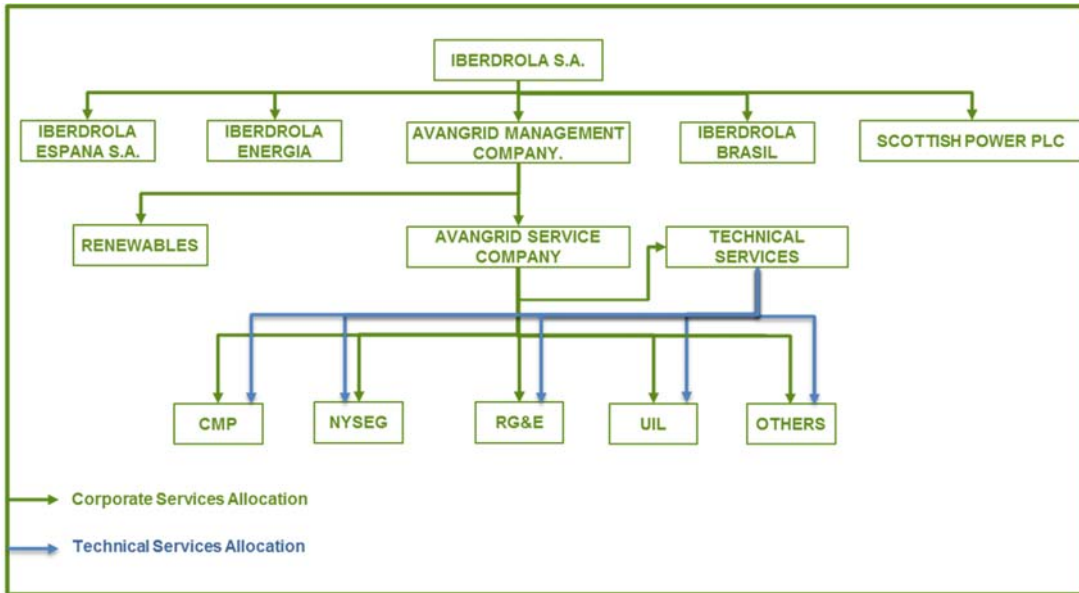 IBERDROLA S.A.
IBERDROLA
ESPANA S.A.
IBERDROLA
ENERGIA
AVANGRID MANAGEMENT
COMPANY.
IBERDROLA
BRASIL
SCOTTISH POWER PLC
RENEWABLES
AVANGRID SERVICE
COMPANY
TECHNICAL
SERVICES
CMP
NYSEG
RG&E
UIL
OTHERS
Corporate Services Allocation
Technical Services Allocation